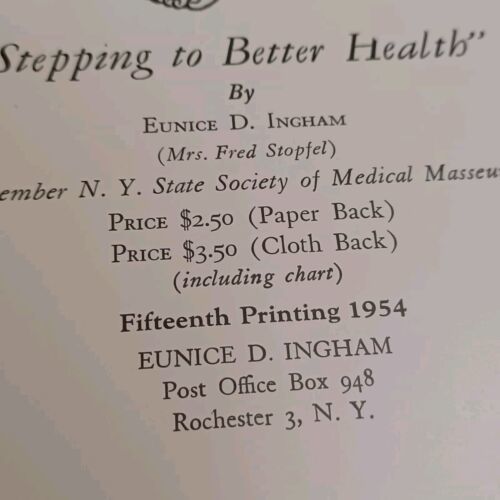 Stepping to Better Health"
By
EUNICE D. INGHAM
(Mrs. Fred Stopfel)
N. Y. State Society of Medical
PRICE $2.50 (Paper Back)
PRICE $3.50 (Cloth Back)
(including chart)
Fifteenth Printing 1954
EUNICE D. INGHAM
Post Office Box 948
Rochester 3, N. Y.